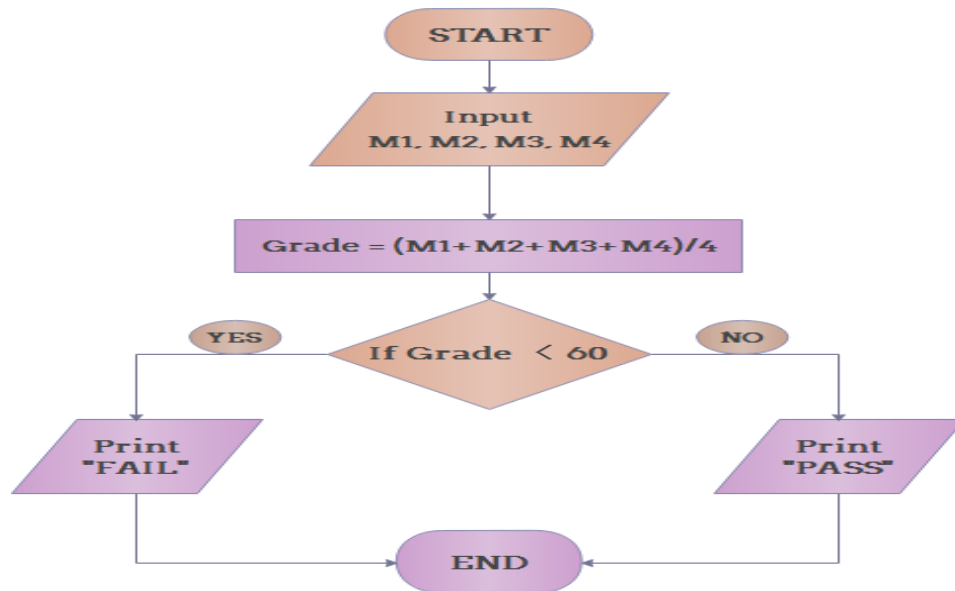 START
Input
M1, M2, M3, M4
Grade = (M1+M2+M3+M4)/4
YES
If Grade < 60
NO
Print
"FAIL"
Print
"PASS"
END